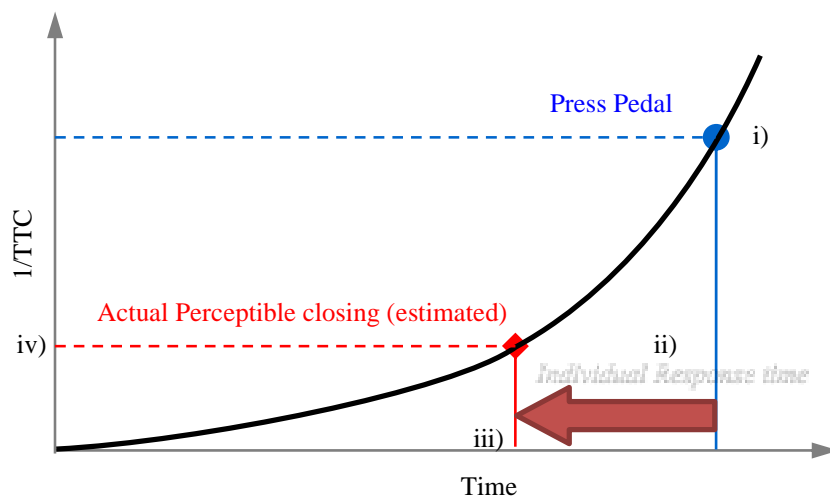 Press Pedal
i)
1/TTC
Actual Perceptible closing (estimated)
iv)
ii)
Individual Response time
iii)
Time